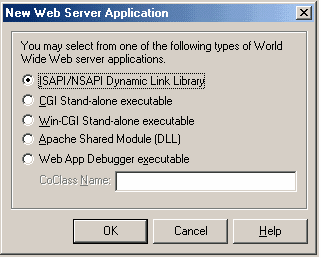 New Web Server Application
You may select from one of the following types of World
Wide Web server applications.
ISAPI/NSAPI Dynamic Link Library
CGI Stand-alone executable
Win-CGI Stand-alone executable
Apache Shared Module (DLL)
Web App Debugger executable
CoClass Name:
OK
Cancel
Help